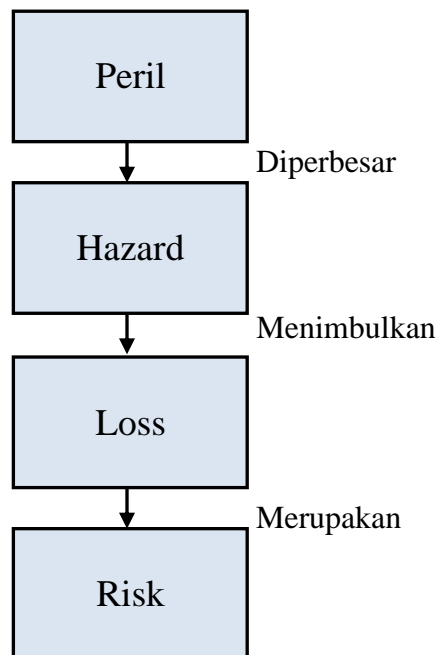 Peril
Diperbesar
Hazard
Menimbulkan
Loss
Merupakan
Risk